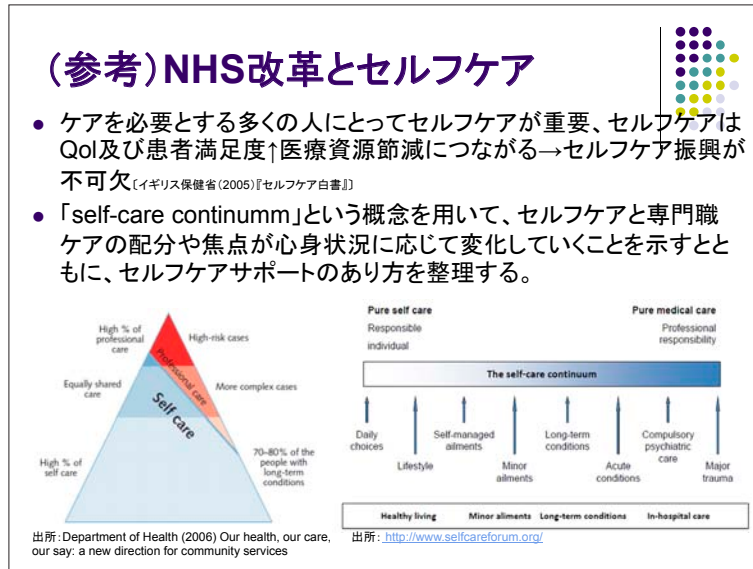 （参考）NHS改革とセルフケア
● ケアを必要とする多くの人にとってセルフケアが重要、セルフケアは
Qol及び患者満足度↑医療資源節減につながる→セルフケア振興が
不可欠〔イギリス保健省（2005）『セルフケア白書』〕
● 「self-care continumm」という概念を用いて、セルフケアと専門職
ケアの配分や焦点が心身状況に応じて変化していくことを示すとと
もに、セルフケアサポートのあり方を整理する。
High % of
professional
care
High-risk cases
Professional care
Equally shared
care
More complex cases
Self care
High % of
self care
70–80% of the
people with
long-term
conditions
出所：Department of Health (2006) Our health, our care,
our say: a new direction for community services
Pure self care
Responsible
individual
Pure medical care
Professional
responsibility
The self-care continuum
Daily
choices
Lifestyle
Self-managed
ailments
Minor
ailments
Long-term
conditions
Acute
conditions
Compulsory
psychiatric
care
Major
trauma
Healthy living Minor aliments Long-term conditions In-hospital care
出所：http://www.selfcareforum.org/